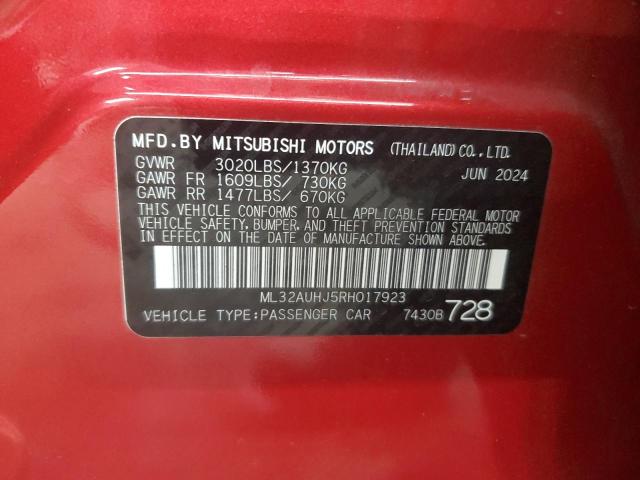 MFD.BY MITSUBISHI MOTORS (THAILAND) CO., LTD.
GVWR 3020LBS/1370KG JUN 2024
GAWR FR 1609LBS/ 730KG
GAWR RR 1477LBS/ 670KG
THIS VEHICLE CONFORMS TO ALL APPLICABLE FEDERAL MOTOR
VEHICLE SAFETY, BUMPER, AND THEFT PREVENTION STANDARDS
IN EFFECT ON THE DATE OF MANUFACTURE SHOWN ABOVE.
ML32AUHJ5RH017923
VEHICLE TYPE:PASSENGER CAR 7430B 728